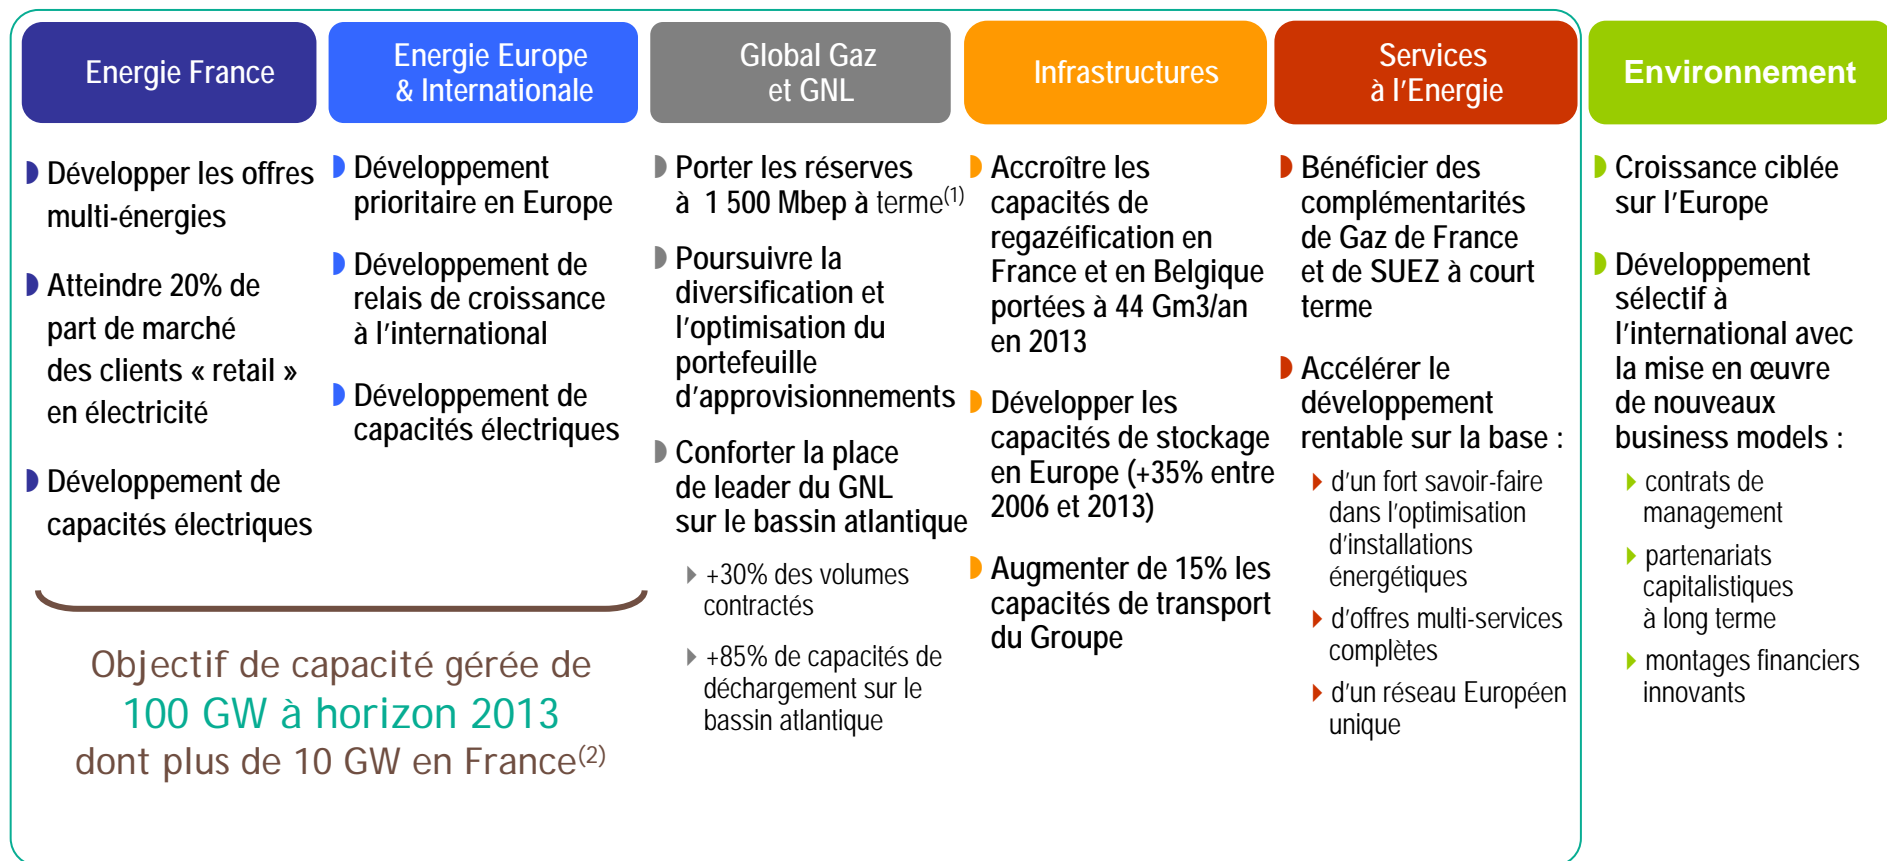 Energie France
Développer les offres
multi-énergies
Atteindre 20% de
part de marché
des clients « retail »
en électricité
Développement de
capacités électriques
Energie Europe
& Internationale
Développement
prioritaire en Europe
Développement de
relais de croissance
à l'international
Développement de
capacités électriques
Objectif de capacité gérée de
100 GW à horizon 2013
dont plus de 10 GW en France(2)
Global Gaz
et GNL
Porter les réserves
à 1 500 Mbep à terme(1)
Poursuivre la
diversification et
l'optimisation du
portefeuille
d'approvisionnements
Conforter la place
de leader du GNL
sur le bassin atlantique
+30% des volumes
contractés
+85% de capacités de
déchargement sur le
bassin atlantique
Infrastructures
Accroître les
capacités de
regazéification en
France et en Belgique
portées à 44 Gm3/an
en 2013
Développer les
capacités de stockage
en Europe (+35% entre
2006 et 2013)
Augmenter de 15% les
capacités de transport
du Groupe
Services
à l'Energie
Bénéficier des
complémentarités
de Gaz de France
et de SUEZ à court
terme
Accélérer le
développement
rentable sur la base :
d'un fort savoir-faire
dans l'optimisation
d'installations
énergétiques
d'offres multi-services
complètes
d'un réseau Européen
unique
Environnement
Croissance ciblée
sur l'Europe
Développement
sélectif à
l'international avec
la mise en œuvre
de nouveaux
business models :
contrats de
management
partenariats
capitalistiques
à long terme
montages financiers
innovants